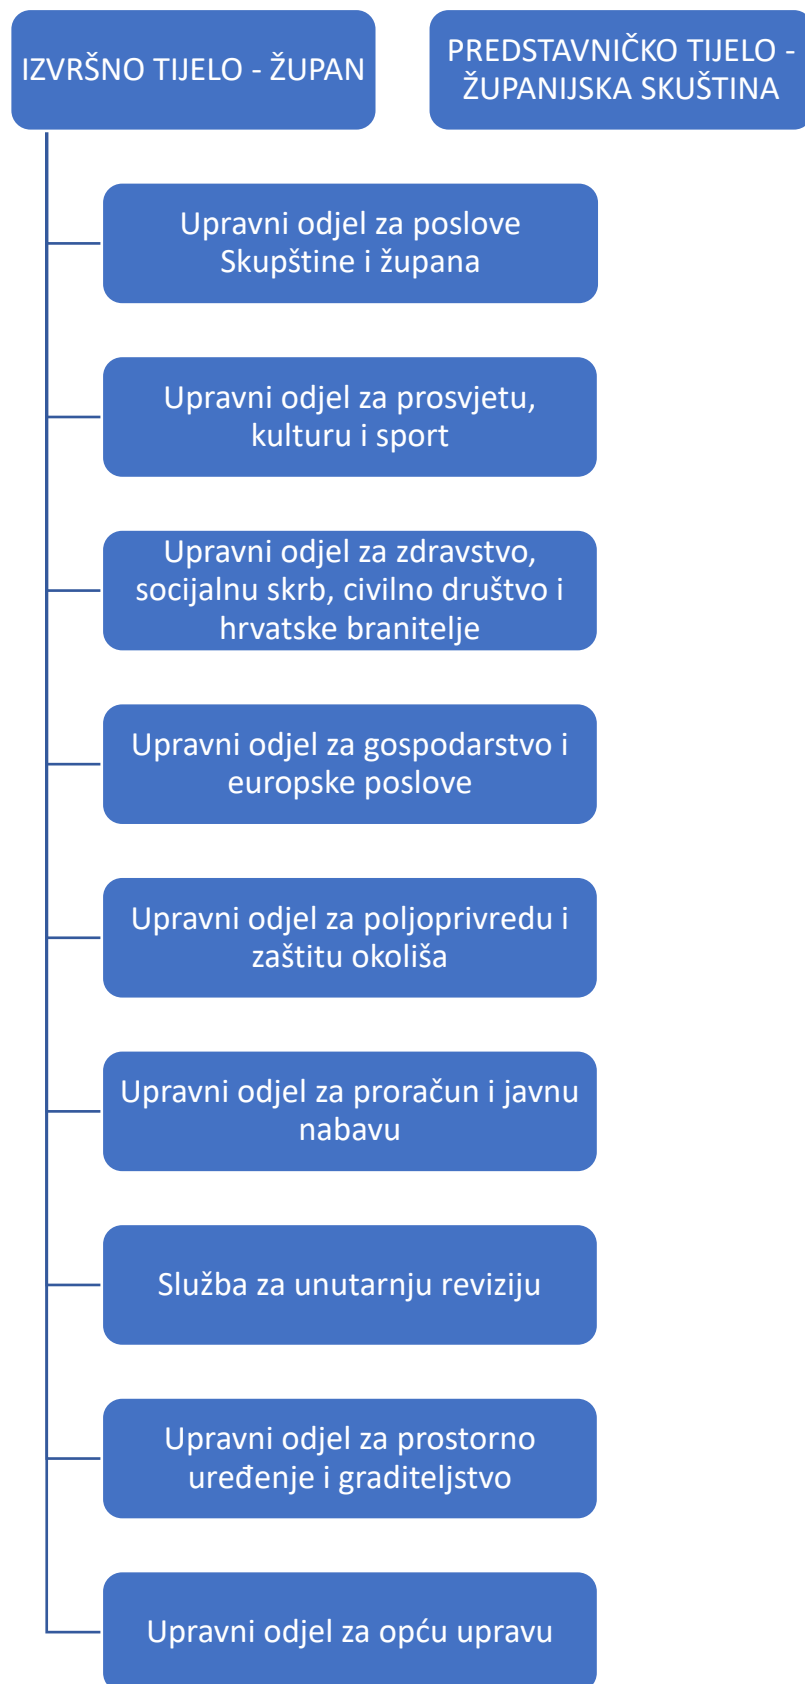 IZVRŠNO TIJELO - ŽUPAN
PREDSTAVNIČKO TIJELO -
ŽUPANIJSKA SKUŠTINA
Upravni odjel za poslove
Skupštine i župana
Upravni odjel za prosvjetu,
kulturu i sport
Upravni odjel za zdravstvo,
socijalnu skrb, civilno društvo i
hrvatske branitelje
Upravni odjel za gospodarstvo i
europske poslove
Upravni odjel za poljoprivredu i
zaštitu okoliša
Upravni odjel za proračun i javnu
nabavu
Služba za unutarnju reviziju
Upravni odjel za prostorno
uređenje i graditeljstvo
Upravni odjel za opću upravu